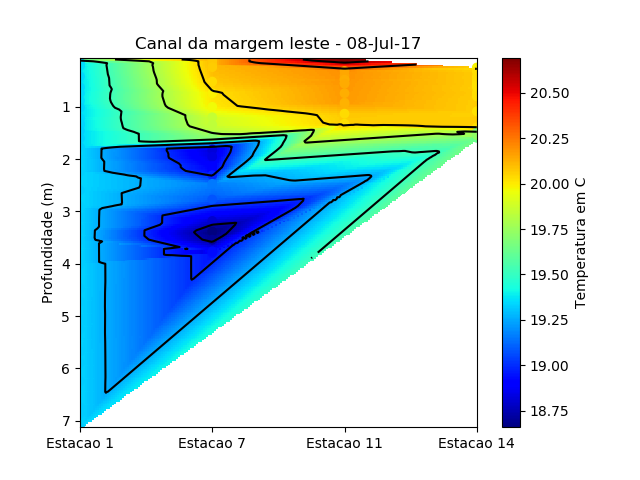 Canal da margem leste - 08-Jul-17
Profundidade (m)
1
2
3
4
5
6
7
Estacao 1
Estacao 7
Estacao 11
Estacao 14
20.50
20.25
20.00
19.75
19.50
19.25
19.00
18.75
Temperatura em C